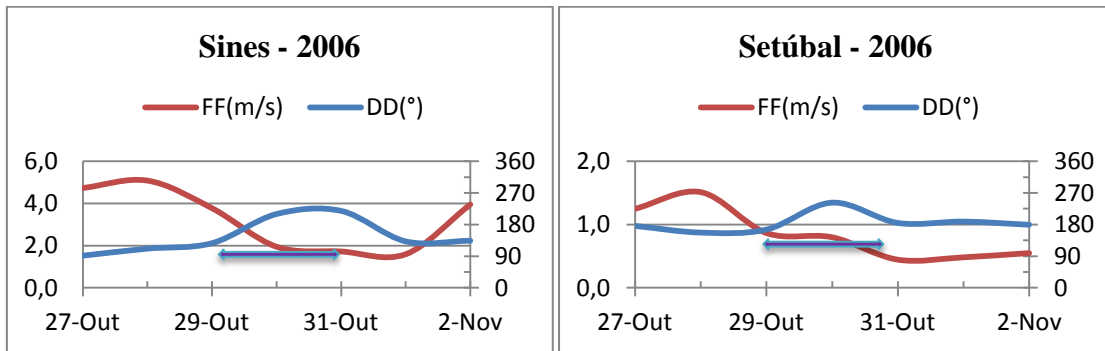 Sines - 2006
FF(m/s) DD(°)
6,0
4,0
2,0
0,0
360
270
180
90
0
27-Out 29-Out 31-Out 2-Nov
Setúbal - 2006
FF(m/s) DD(°)
2,0
1,0
0,0
360
270
180
90
0
27-Out 29-Out 31-Out 2-Nov